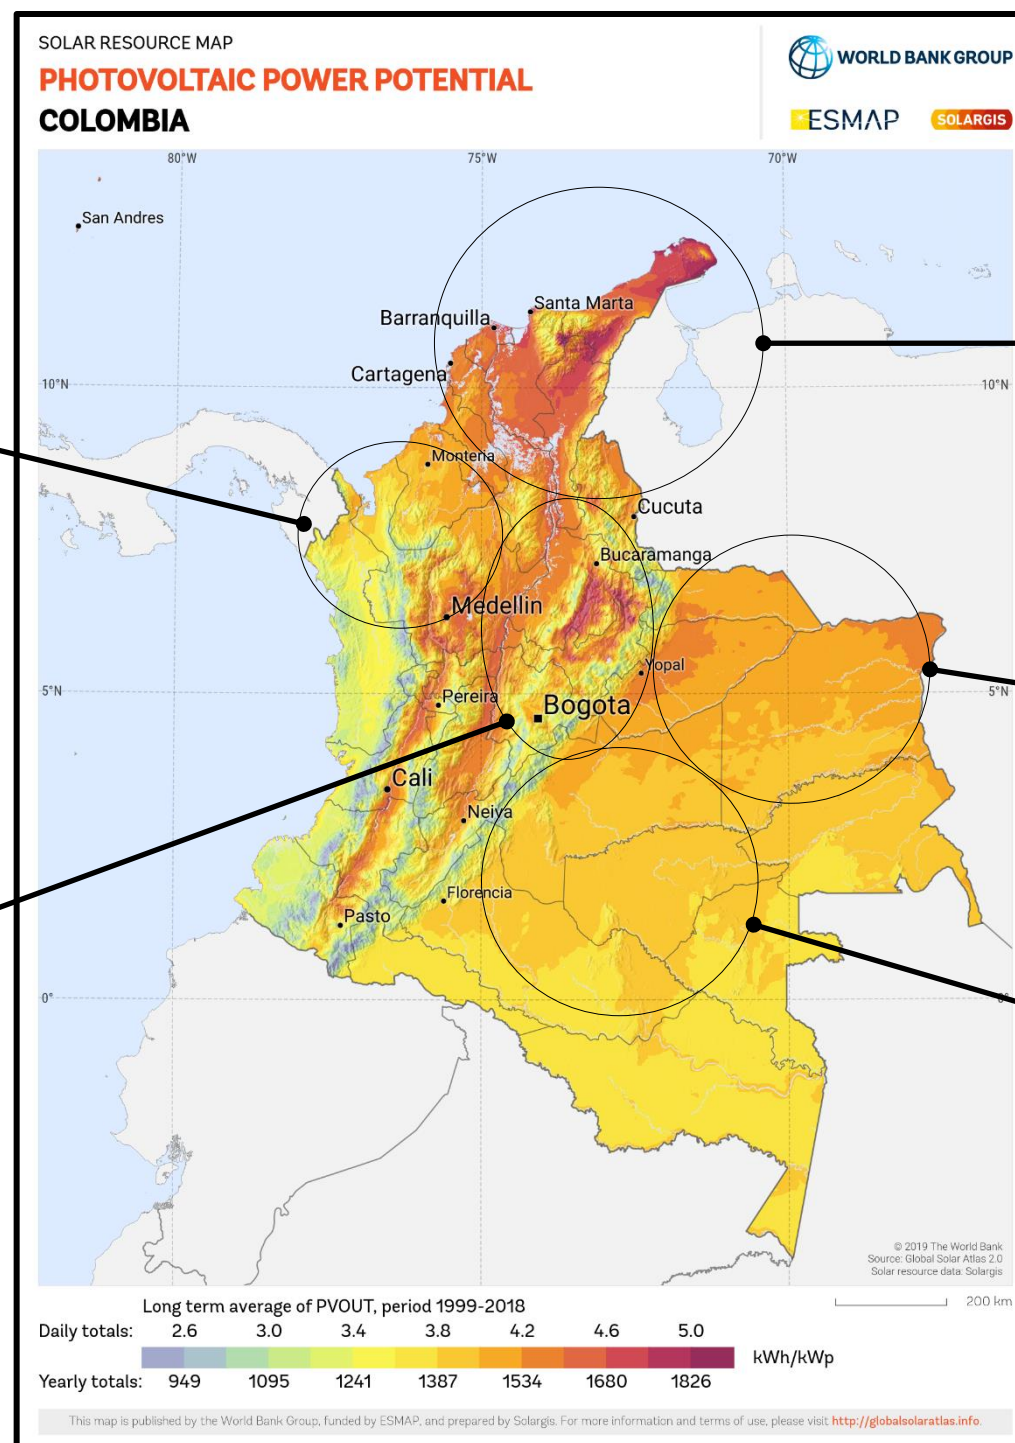 SOLAR RESOURCE MAP
PHOTOVOLTAIC POWER POTENTIAL
COLOMBIA
WORLD BANK GROUP
ESMAP
SOLARGIS
80°W
75°W
70°W
San Andres
Santa Marta
Barranquilla
Cartagena
10°N
10°N
Monteria
Cucuta
Bucaramanga
Medellin
Yopal
5°N
5°N
Pereira
Bogota
Cali
Neiva
Florencia
Pasto
0°
0°
© 2019 The World Bank
Source: Global Solar Atlas 2.0
Solar resource data: Solargis
200 km
Long term average of PVOUT, period 1999-2018
Daily totals: 2.6 3.0 3.4 3.8 4.2 4.6 5.0
kWh/kWp
Yearly totals: 949 1095 1241 1387 1534 1680 1826
This map is published by the World Bank Group, funded by ESMAP, and prepared by Solargis. For more information and terms of use, please visit http://globalsolaratlas.info.